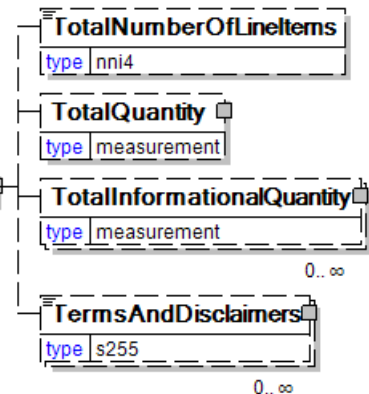 TotalNumberOfLineItems
type nni4
TotalQuantity
type measurement
TotalInformationalQuantity
type measurement
0.. ∞
TermsAndDisclaimers
type s255
0.. ∞